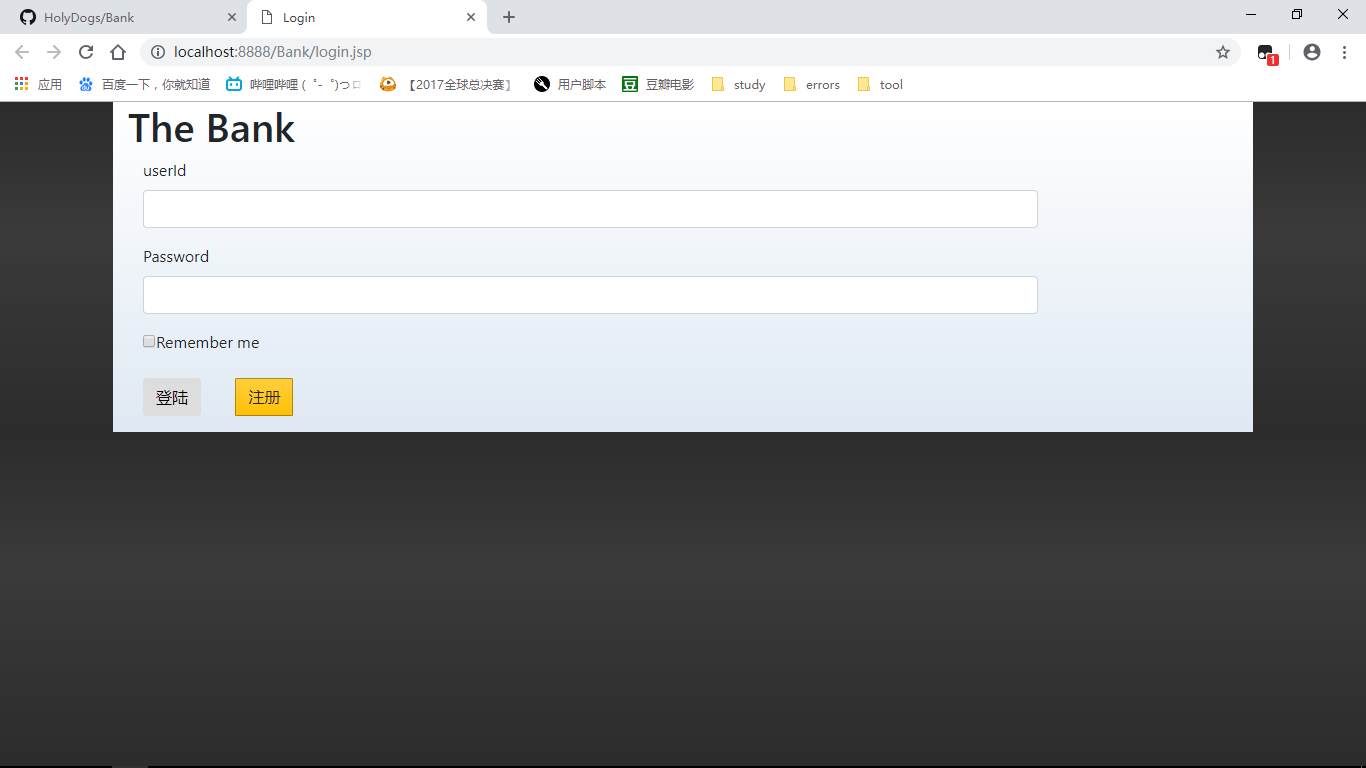 HolyDogs/Bank
Login
localhost:8888/Bank/login.jsp
1
应用
百度一下，你就知道
哔哩哔哩 ( ゜- ゜)つロ
【2017全球总决赛】
用户脚本
豆瓣电影
study
errors
tool
The Bank
userId
Password
Remember me
登陆
注册